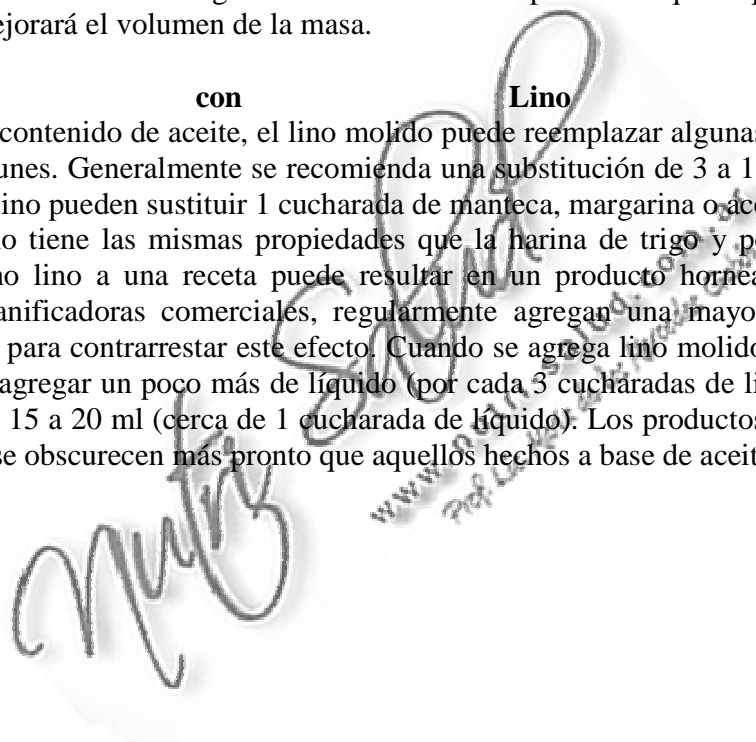 ejorará el volumen de la masa.
con Lino
contenido de aceite, el lino molido puede reemplazar algunas
unes. Generalmente se recomienda una substitución de 3 a 1
ino pueden sustituir 1 cucharada de manteca, margarina o ace
o tiene las mismas propiedades que la harina de trigo y p
no lino a una receta puede resultar en un producto hornea
anificadoras comerciales, regularmente agregan una mayo
para contrarrestar este efecto. Cuando se agrega lino molido
agregar un poco más de líquido (por cada 3 cucharadas de li
15 a 20 ml (cerca de 1 cucharada de líquido). Los productos
se obscurecen más pronto que aquellos hechos a base de aceit
Nutri Salud